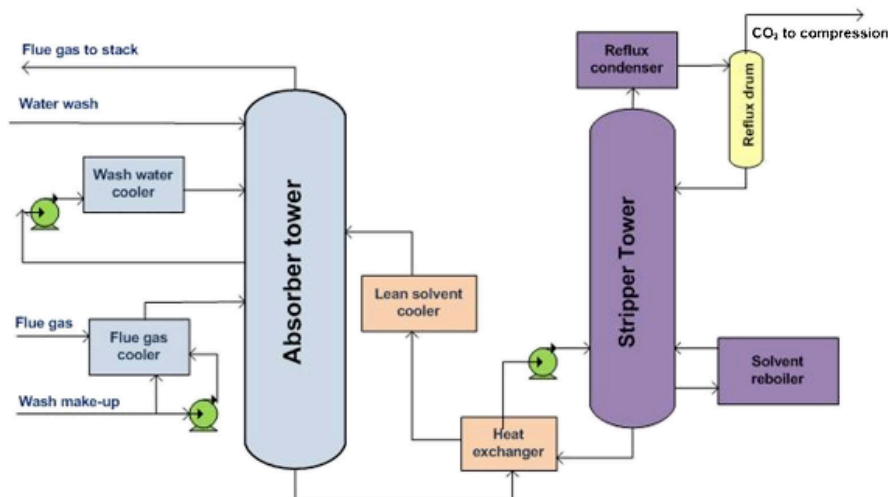 CO₂ to compression
Flue gas to stack
Reflux
condenser
Reflux drum
Water wash
Wash water
cooler
Absorber tower
Stripper Tower
Lean solvent
cooler
Flue gas
Flue gas
cooler
Solvent
reboiler
Wash make-up
Heat
exchanger